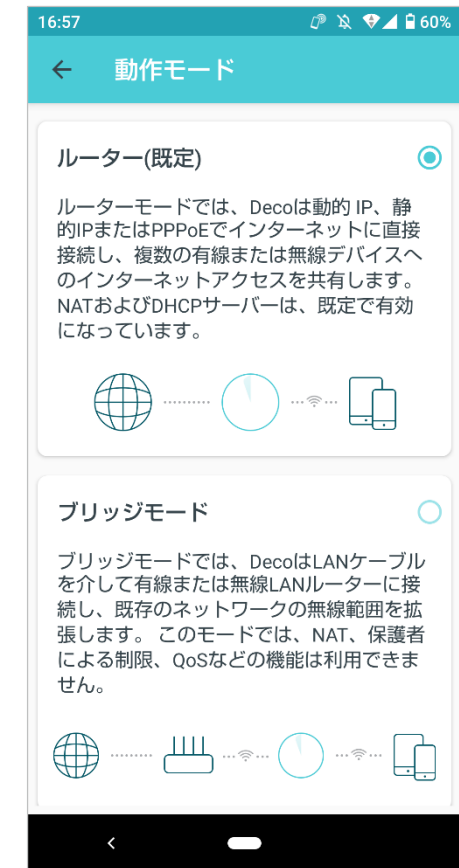 16:57
60%
動作モード
ルーター(既定)
ルーターモードでは、Decoは動的 IP、静
的IPまたはPPPoEでインターネットに直接
接続し、複数の有線または無線デバイスへ
のインターネットアクセスを共有します。
NATおよびDHCPサーバーは、既定で有効
になっています。
ブリッジモード
ブリッジモードでは、DecoはLANケーブル
を介して有線または無線LANルーターに接
続し、既存のネットワークの無線範囲を拡
張します。 このモードでは、NAT、保護者
による制限、QoSなどの機能は利用できま
せん。